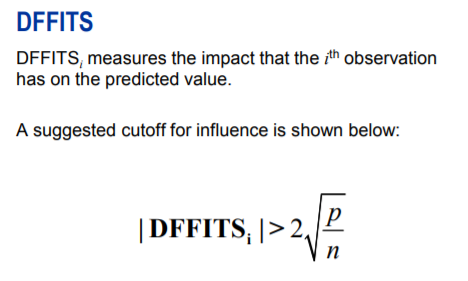 DFFITS
DFFITSᵢ measures the impact that the iᵗʰ observation
has on the predicted value.
A suggested cutoff for influence is shown below:
| DFFITSᵢ |> 2√(p/n)